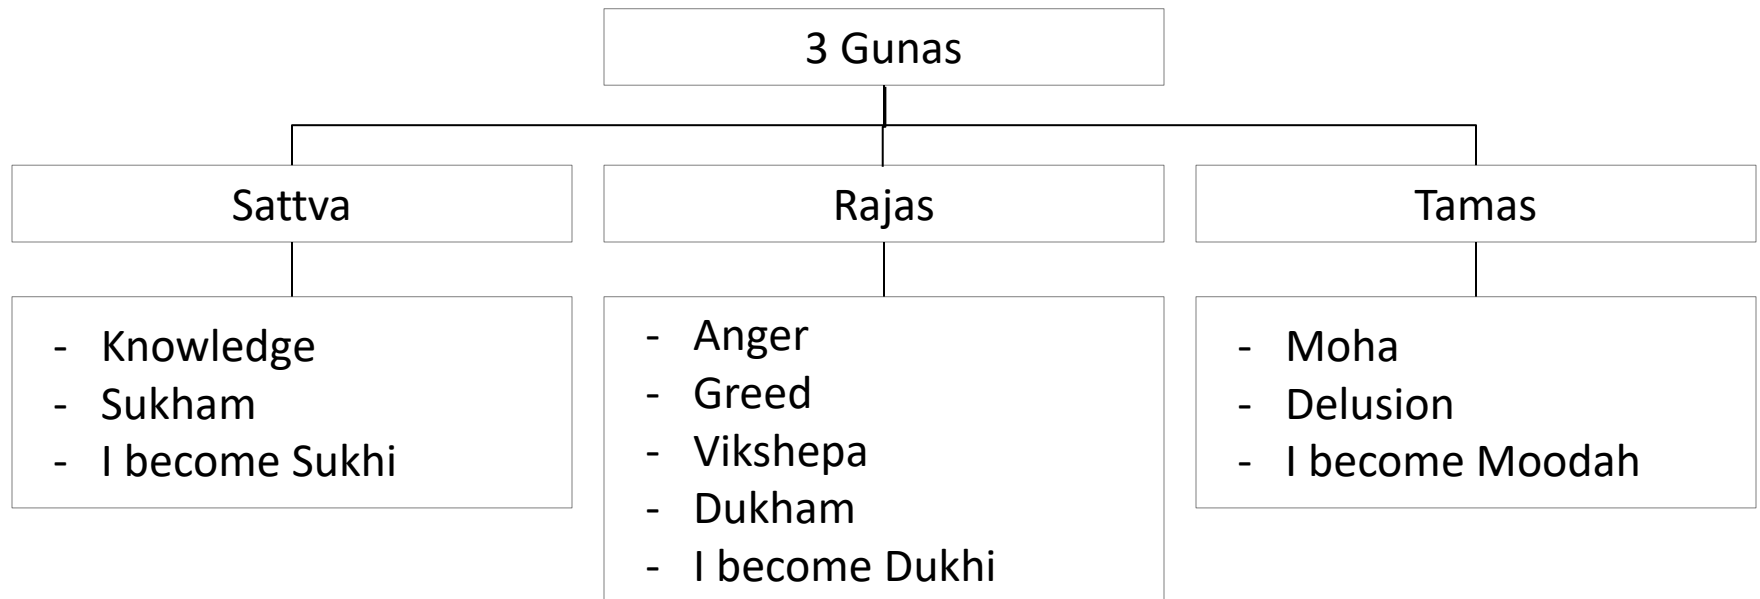 3 Gunas
Sattva
Rajas
Tamas
- Knowledge
- Sukham
- I become Sukhi
- Anger
- Greed
- Vikshepa
- Dukham
- I become Dukhi
- Moha
- Delusion
- I become Moodah